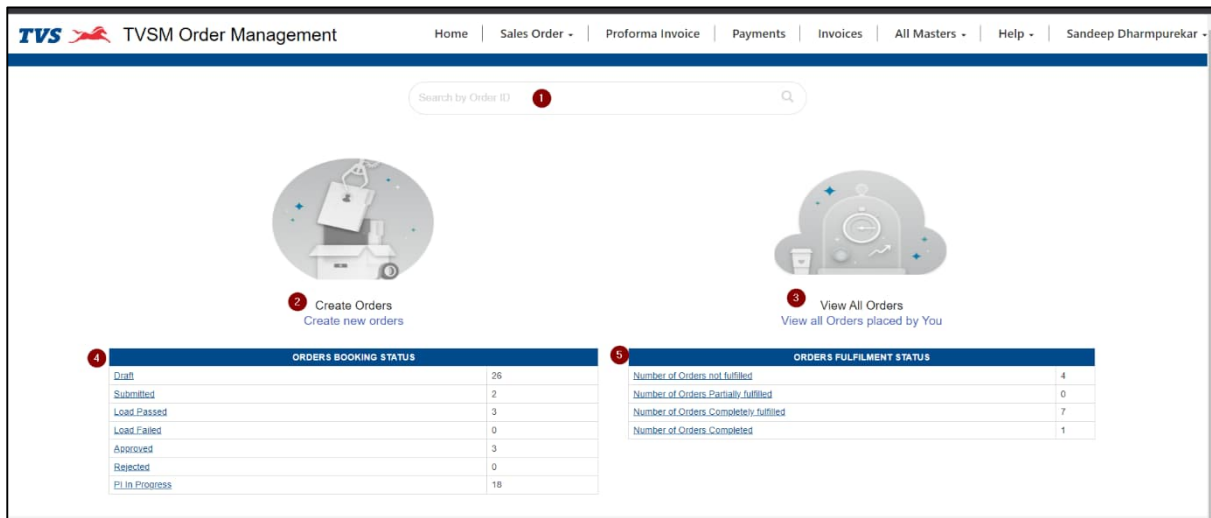 TVS TVSM Order Management Home Sales Order Proforma Invoice Payments Invoices All Masters Help Sandeep Dharmpurekar
Search by Order ID 1
2 Create Orders
Create new orders
3 View All Orders
View all Orders placed by You
4 ORDERS BOOKING STATUS
Draft 26
Submitted 2
Load Passed 3
Load Failed 0
Approved 3
Rejected 0
PI In Progress 18
5 ORDERS FULFILMENT STATUS
Number of Orders not fulfilled 4
Number of Orders Partially fulfilled 0
Number of Orders Completely fulfilled 7
Number of Orders Completed 1